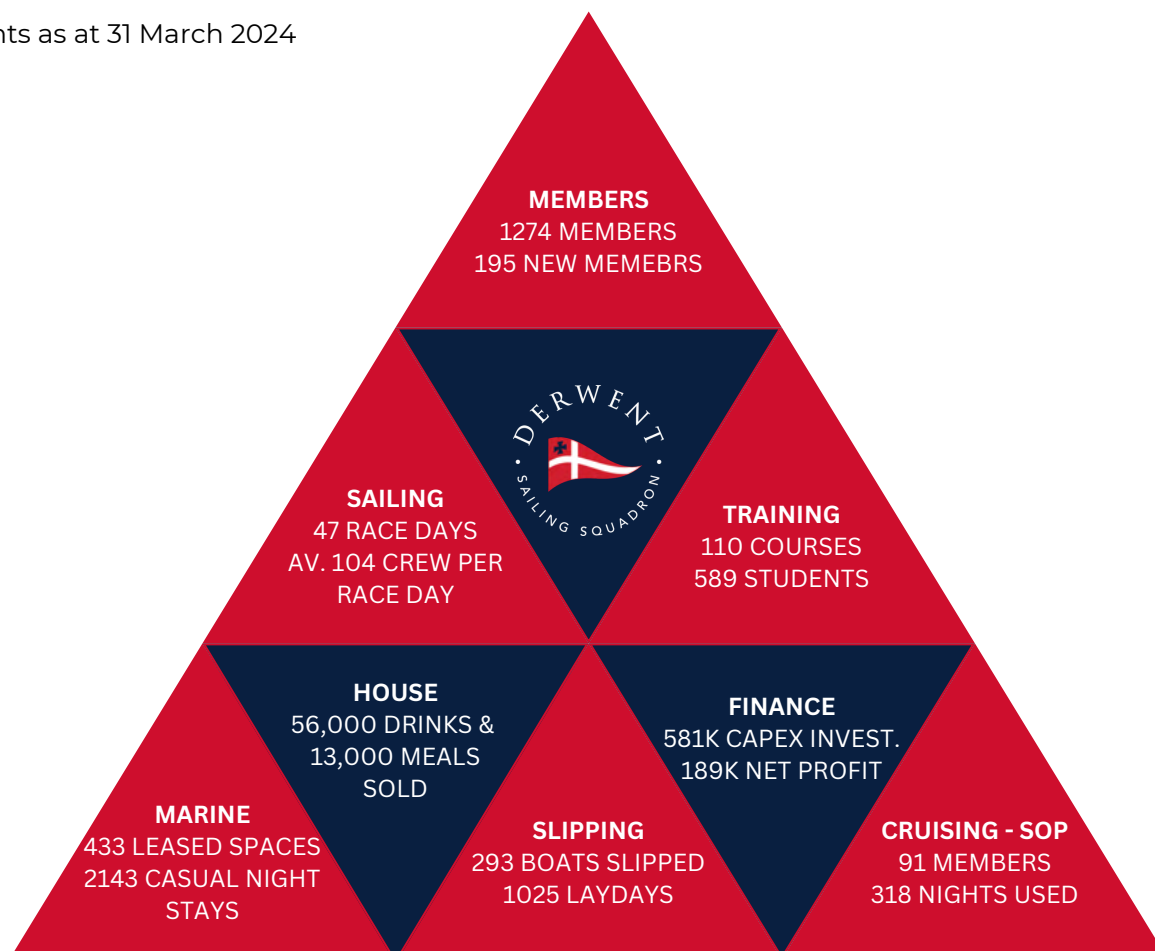 nts as at 31 March 2024
MEMBERS
1274 MEMBERS
195 NEW MEMEBRS
DERWENT
• SAILING SQUADRON •
SAILING
47 RACE DAYS
AV. 104 CREW PER
RACE DAY
TRAINING
110 COURSES
589 STUDENTS
HOUSE
56,000 DRINKS &
13,000 MEALS
SOLD
FINANCE
581K CAPEX INVEST.
189K NET PROFIT
MARINE
433 LEASED SPACES
2143 CASUAL NIGHT
STAYS
SLIPPING
293 BOATS SLIPPED
1025 LAYDAYS
CRUISING - SOP
91 MEMBERS
318 NIGHTS USED